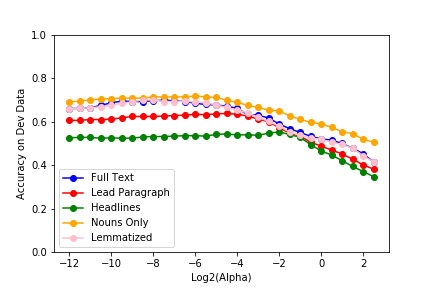 1.0
0.8
0.6
0.4
0.2
0.0
Accuracy on Dev Data
Full Text
Lead Paragraph
Headlines
Nouns Only
Lemmatized
−12 −10 −8 −6 −4 −2 0 2
Log2(Alpha)